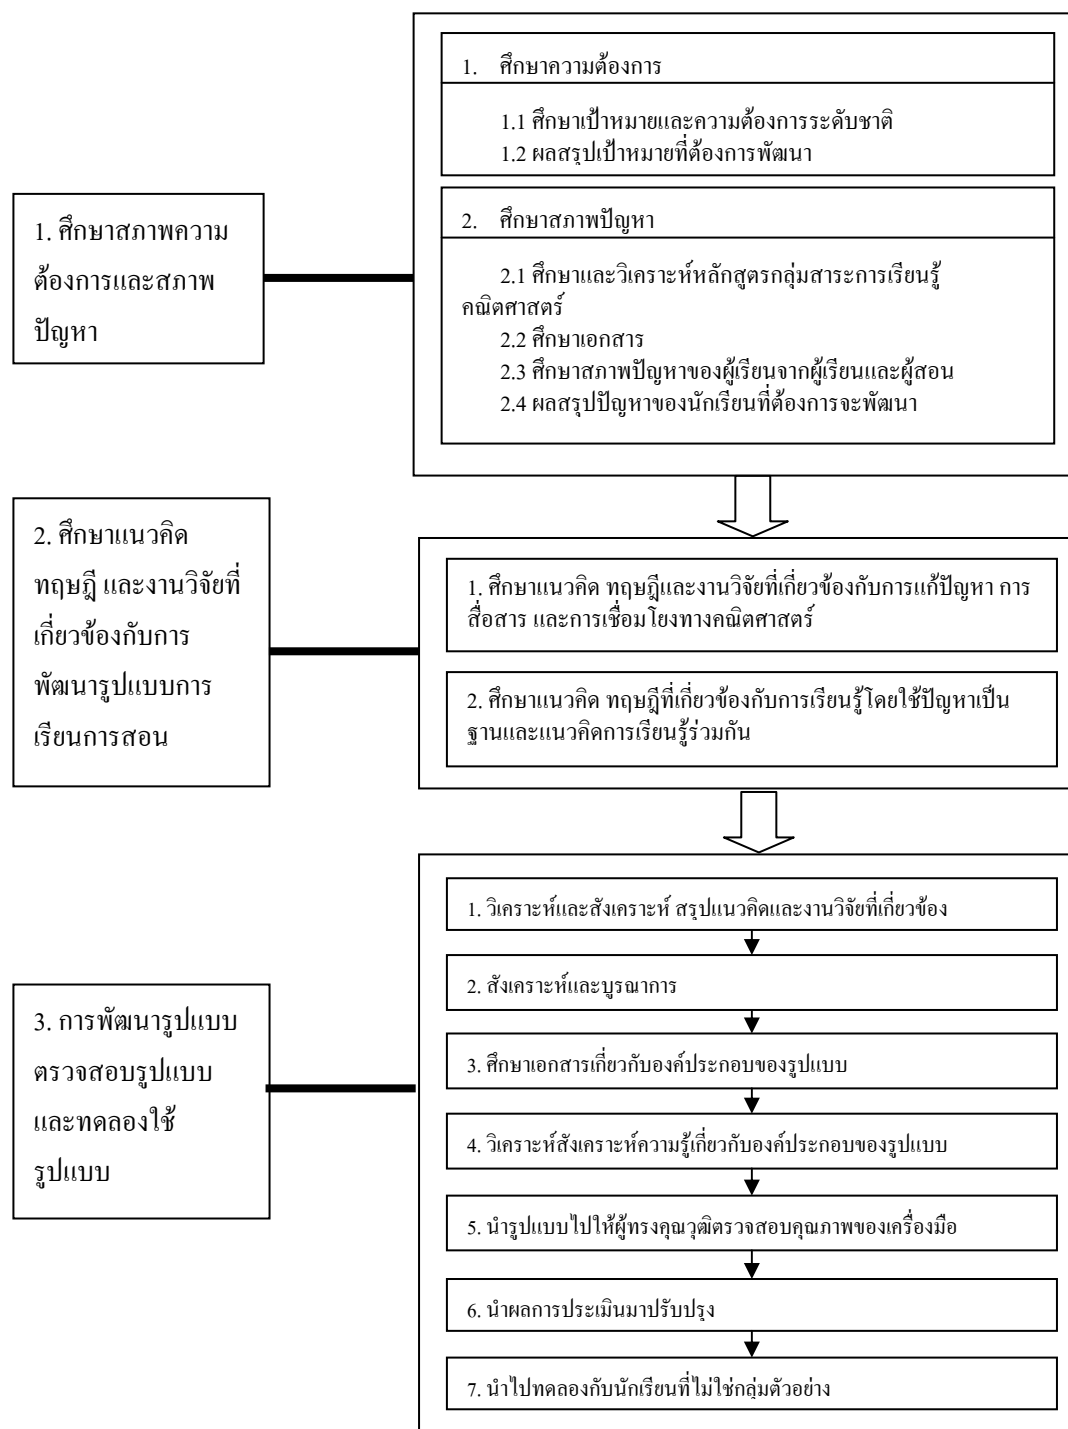 1. ศึกษาความต้องการ
1.1 ศึกษาเป้าหมายและความต้องการระดับชาติ
1.2 ผลสรุปเป้าหมายที่ต้องการพัฒนา
1. ศึกษาสภาพความ
ต้องการและสภาพ
ปัญหา
2. ศึกษาสภาพปัญหา
2.1 ศึกษาและวิเคราะห์หลักสูตรกลุ่มสาระการเรียนรู้
คณิตศาสตร์
2.2 ศึกษาเอกสาร
2.3 ศึกษาสภาพปัญหาของผู้เรียนจากผู้เรียนและผู้สอน
2.4 ผลสรุปปัญหาของนักเรียนที่ต้องการจะพัฒนา
2. ศึกษาแนวคิด
ทฤษฎี และงานวิจัยที่
เกี่ยวข้องกับการ
พัฒนารูปแบบการ
เรียนการสอน
1. ศึกษาแนวคิด ทฤษฎีและงานวิจัยที่เกี่ยวข้องกับการแก้ปัญหา การ
สื่อสาร และการเชื่อมโยงทางคณิตศาสตร์
2. ศึกษาแนวคิด ทฤษฎีที่เกี่ยวข้องกับการเรียนรู้โดยใช้ปัญหาเป็น
ฐานและแนวคิดการเรียนรู้ร่วมกัน
3. การพัฒนารูปแบบ
ตรวจสอบรูปแบบ
และทดลองใช้
รูปแบบ
1. วิเคราะห์และสังเคราะห์ สรุปแนวคิดและงานวิจัยที่เกี่ยวข้อง
2. สังเคราะห์และบูรณาการ
3. ศึกษาเอกสารเกี่ยวกับองค์ประกอบของรูปแบบ
4. วิเคราะห์สังเคราะห์ความรู้เกี่ยวกับองค์ประกอบของรูปแบบ
5. นำรูปแบบไปให้ผู้ทรงคุณวุฒิตรวจสอบคุณภาพของเครื่องมือ
6. นำผลการประเมินมาปรับปรุง
7. นำไปทดลองกับนักเรียนที่ไม่ใช่กลุ่มตัวอย่าง